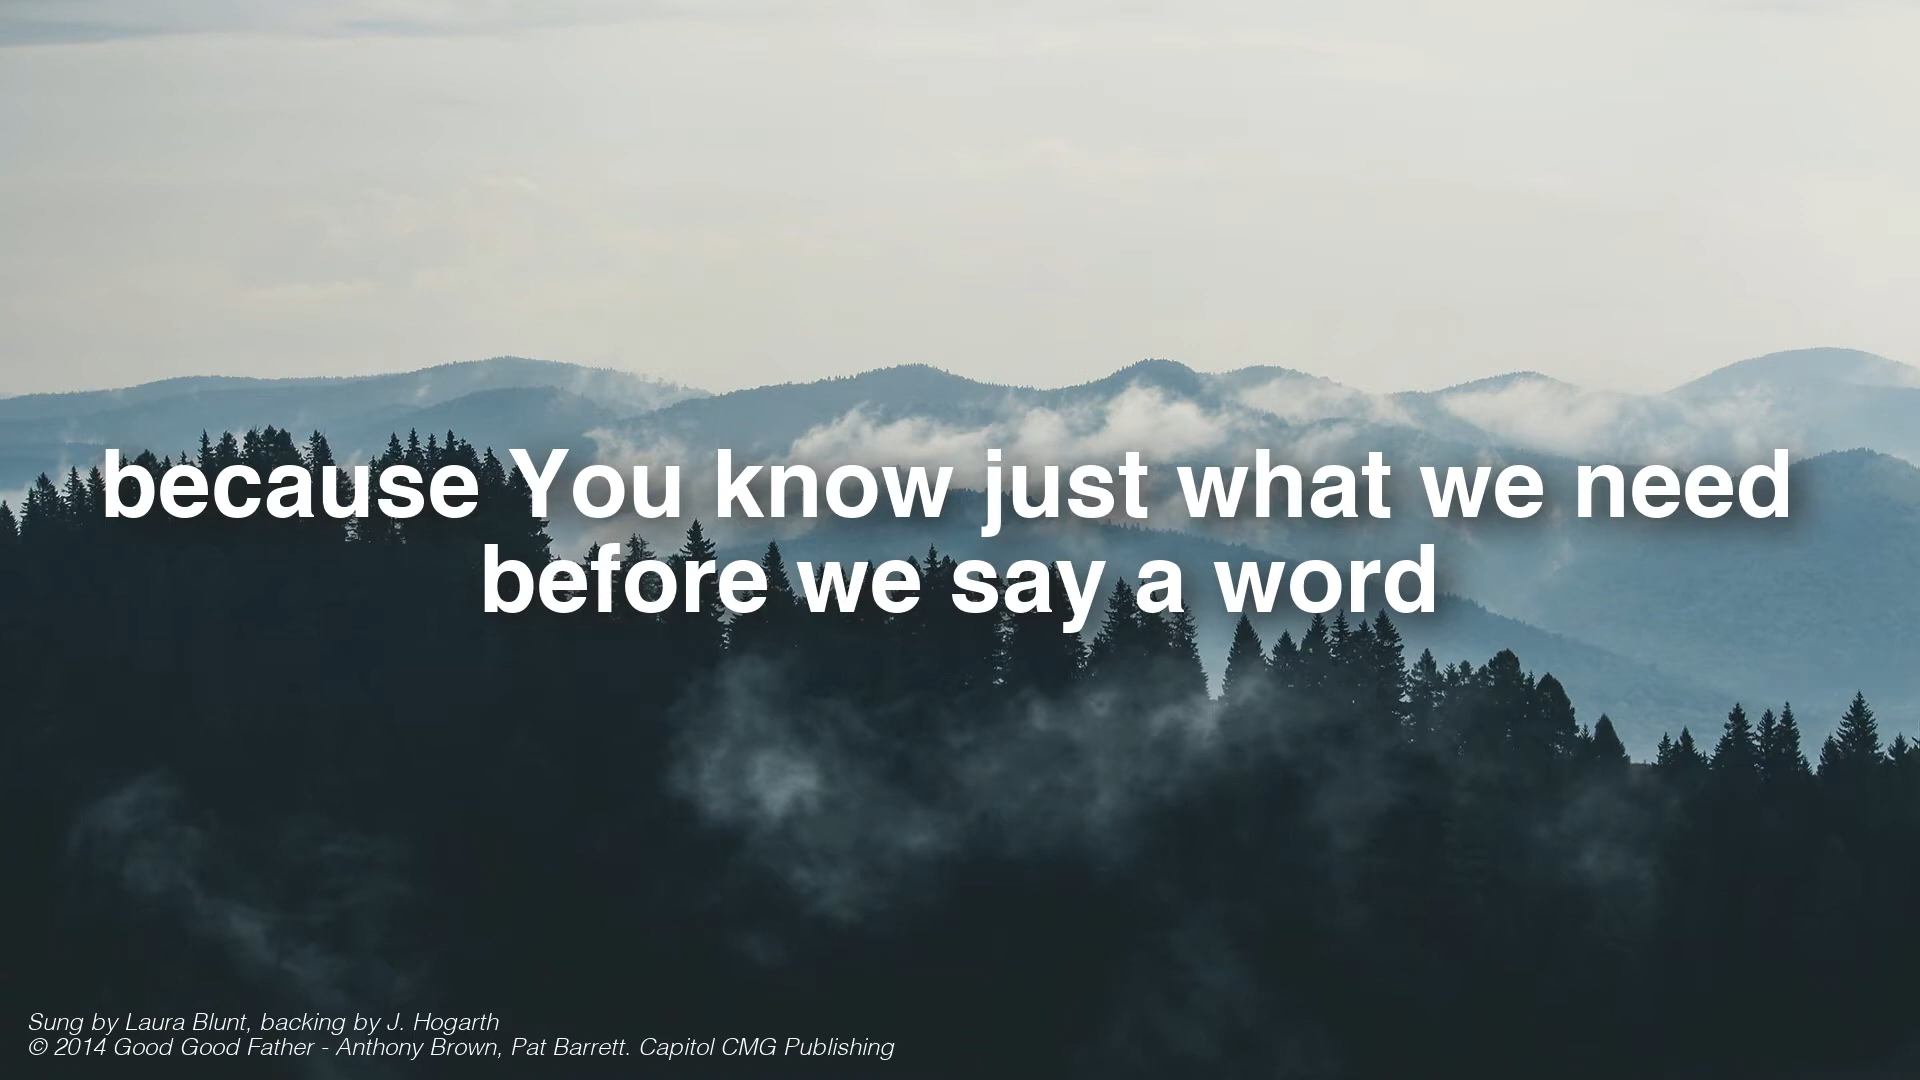 because You know just what we need
before we say a word
Sung by Laura Blunt, backing by J. Hogarth
© 2014 Good Good Father - Anthony Brown, Pat Barrett. Capitol CMG Publishing